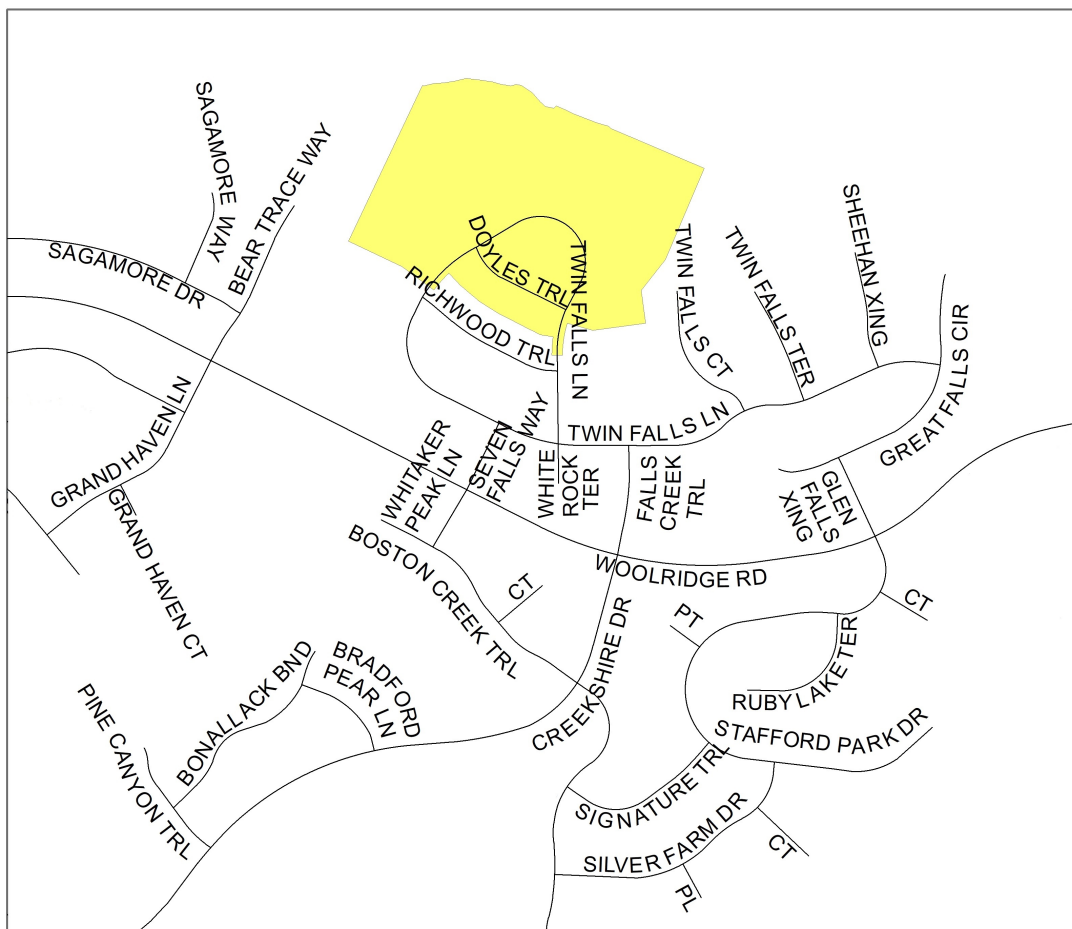 SAGAMORE WAY
BEAR TRACE WAY
SAGAMORE DR
DOYLES TRL
TWIN FALLS LN
RICHWOOD TRL
TWIN FALLS CT
TWIN FALLS TER
SHEEHAN XING
GREAT FALLS CIR
GRAND HAVEN LN
GRAND HAVEN CT
WHITAKER
PEAK LN
SEVEN
FALLS WAY
TWIN FALLS LN
WHITE
ROCK
TER
FALLS
CREEK
TRL
GLEN
FALLS
XING
WOOLRIDGE RD
BOSTON CREEK TRL
CT
PT
CT
CREEKSHIRE DR
RUBY LAKE TER
STAFFORD PARK DR
BRADFORD
PEAR LN
BONALLACK BND
PINE CANYON TRL
SIGNATURE TRL
SILVER FARM DR
CT
PL